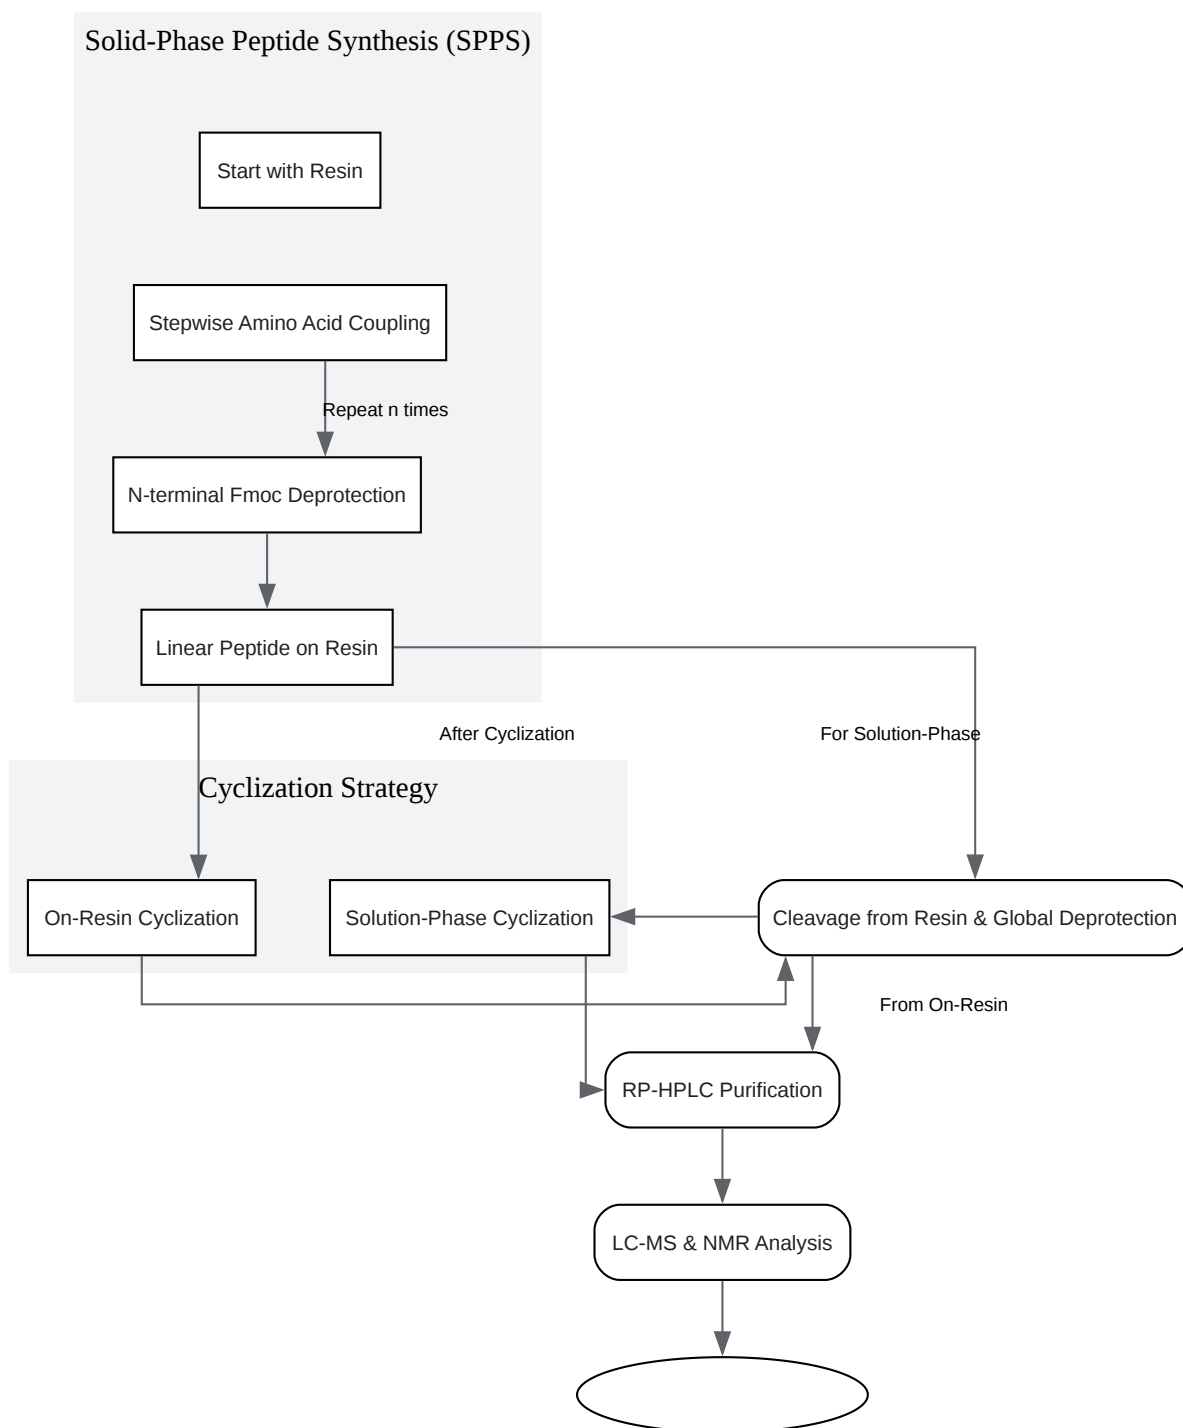 Solid-Phase Peptide Synthesis (SPPS)
Start with Resin
Stepwise Amino Acid Coupling
Repeat n times
N-terminal Fmoc Deprotection
Linear Peptide on Resin
After Cyclization
For Solution-Phase
Cyclization Strategy
On-Resin Cyclization
Solution-Phase Cyclization
Cleavage from Resin & Global Deprotection
From On-Resin
RP-HPLC Purification
LC-MS & NMR Analysis